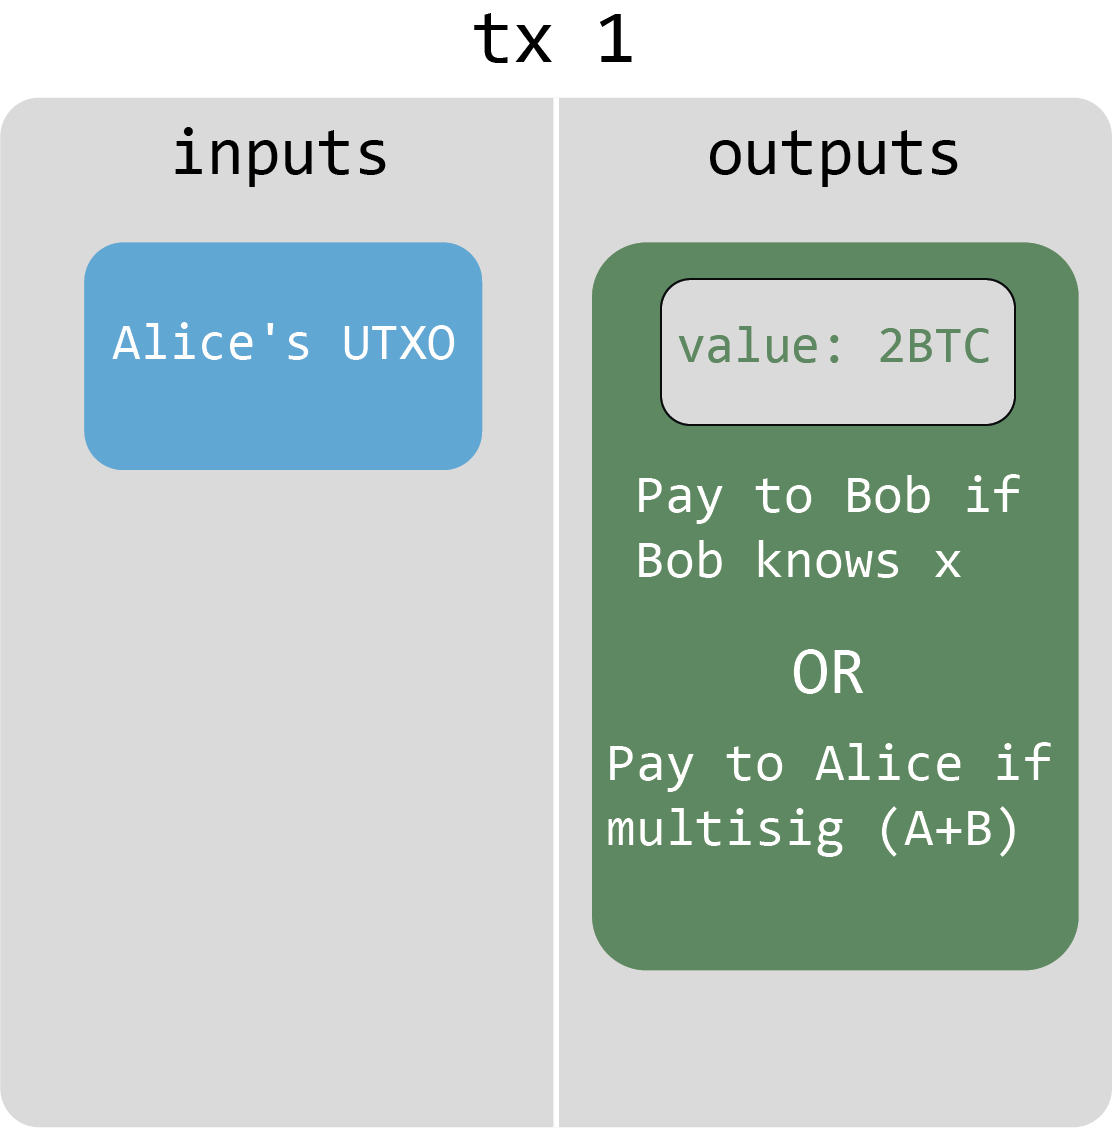 tx 1
inputs
outputs
Alice's UTXO
value: 2BTC
Pay to Bob if
Bob knows x
OR
Pay to Alice if
multisig (A+B)